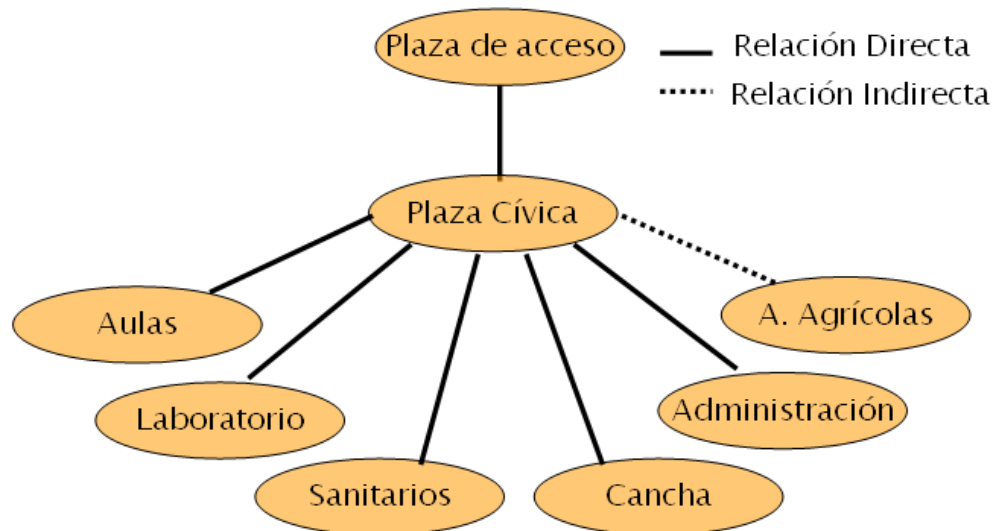 Plaza de acceso
Relación Directa
Relación Indirecta
Plaza Cívica
Aulas
A. Agrícolas
Laboratorio
Administración
Sanitarios
Cancha